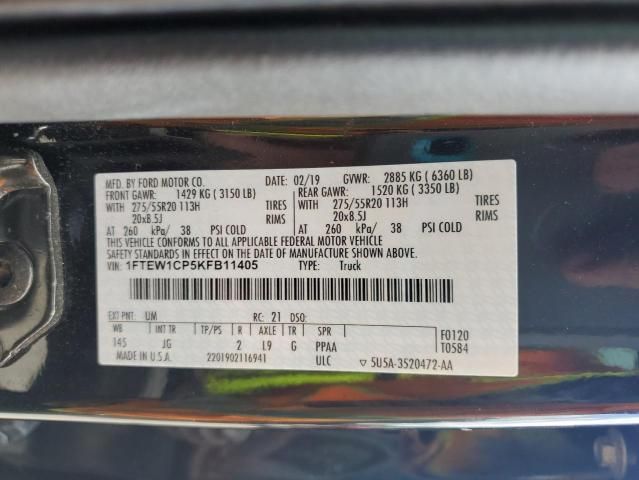 MFD. BY FORD MOTOR CO.
DATE: 02/19 GVWR: 2885 KG ( 6360 LB)
FRONT GAWR: 1429 KG ( 3150 LB)
REAR GAWR: 1520 KG ( 3350 LB)
WITH 275/55R20 113H TIRES
WITH 275/55R20 113H TIRES
20x8.5J RIMS
20x8.5J RIMS
AT 260 kPa/ 38 PSI COLD
AT 260 kPa/ 38 PSI COLD
THIS VEHICLE CONFORMS TO ALL APPLICABLE FEDERAL MOTOR VEHICLE
SAFETY STANDARDS IN EFFECT ON THE DATE OF MANUFACTURE SHOWN ABOVE.
VIN: 1FTEW1CP5KFB11405 TYPE: Truck
EXT PNT: UM RC: 21 DSO:
WB INT TR TP/PS R AXLE TR SPR
145 JG 2 L9 G PPAA
F0120
T0584
MADE IN U.S.A. 2201902116941 ULC ▽ 5U5A-3520472-AA